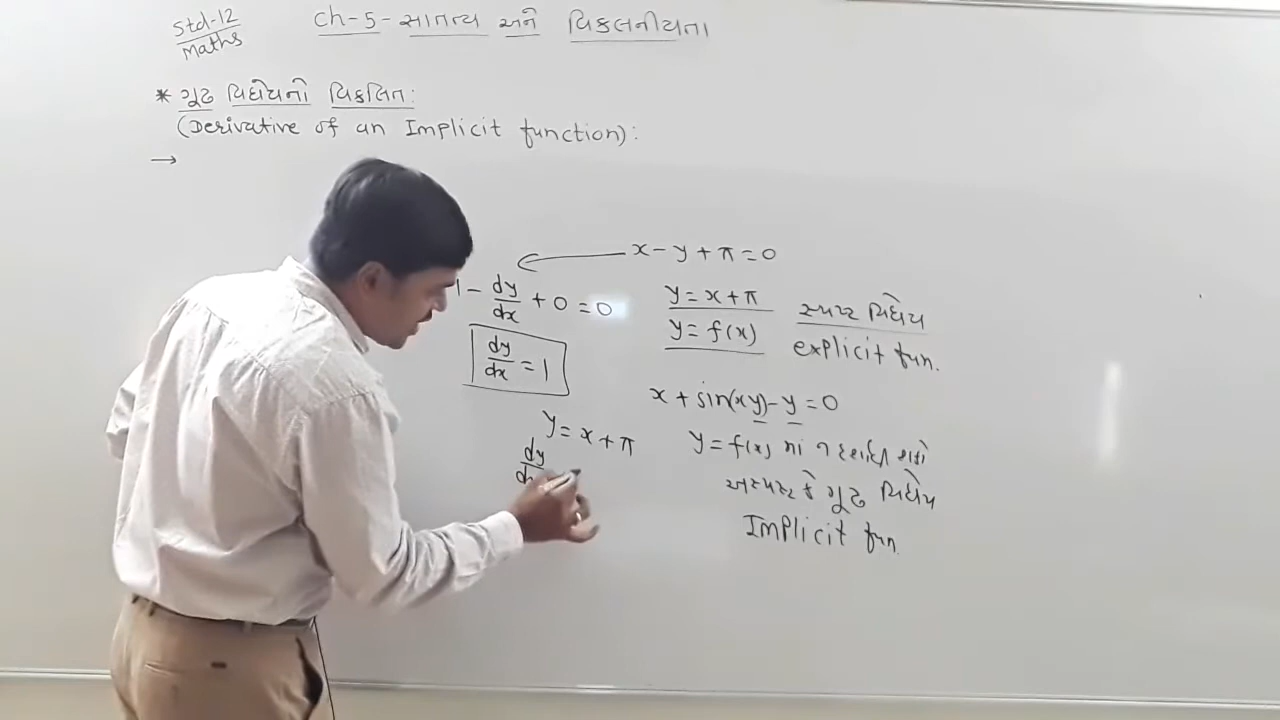 Std-12
Maths
Ch-5-સાતત્ય અને વિકલનીયતા
* ગૂઢ વિધેયનો વિકલિત:
(Derivative of an Implicit function):
→
x-y+π=0
1 - dy/dx + 0 = 0
dy/dx = 1
y = x+π
dy
y = x+π
y = f(x)
સ્પષ્ટ વિધેય
explicit fun.
x + sin(xy)-y = 0
y = f(x) માં ન દર્શાવી શકો
અસ્પષ્ટ કે ગૂઢ વિધેય
Implicit fun.